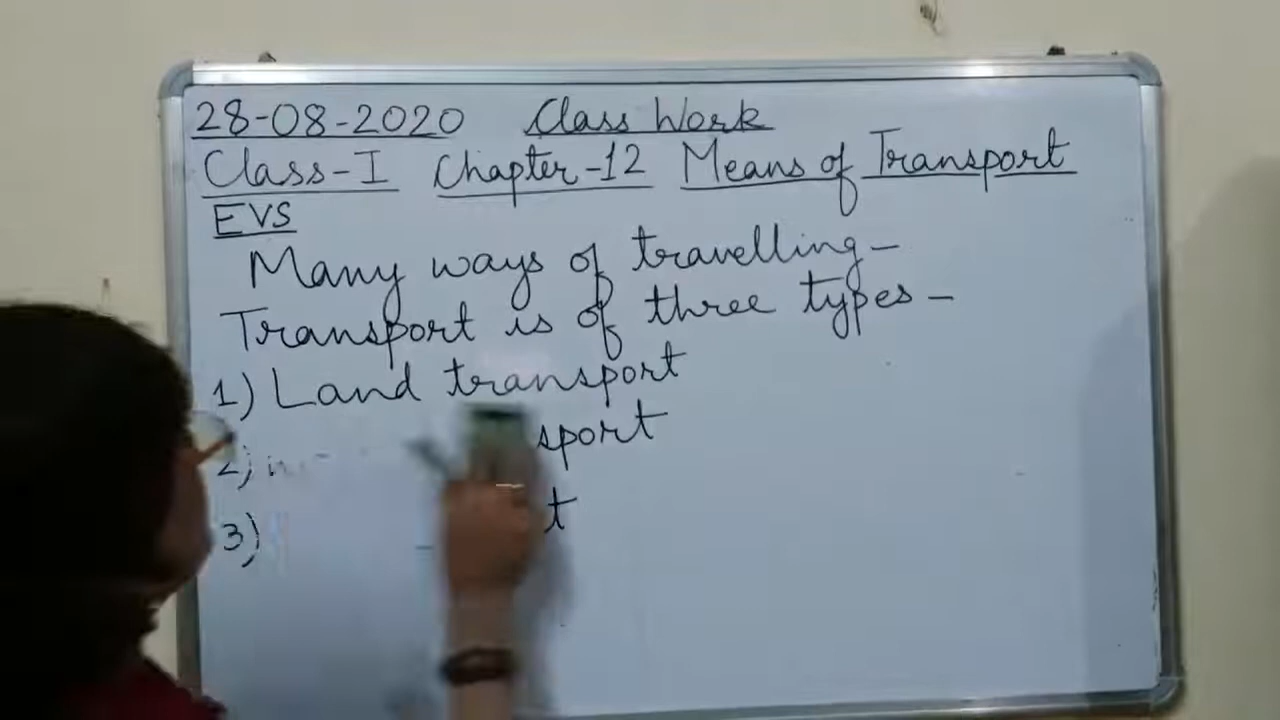 28-08-2020 Class Work
Class-I Chapter-12 Means of Transport
EVS
Many ways of travelling-
Transport is of three types-
1) Land transport
2) sport
3) t